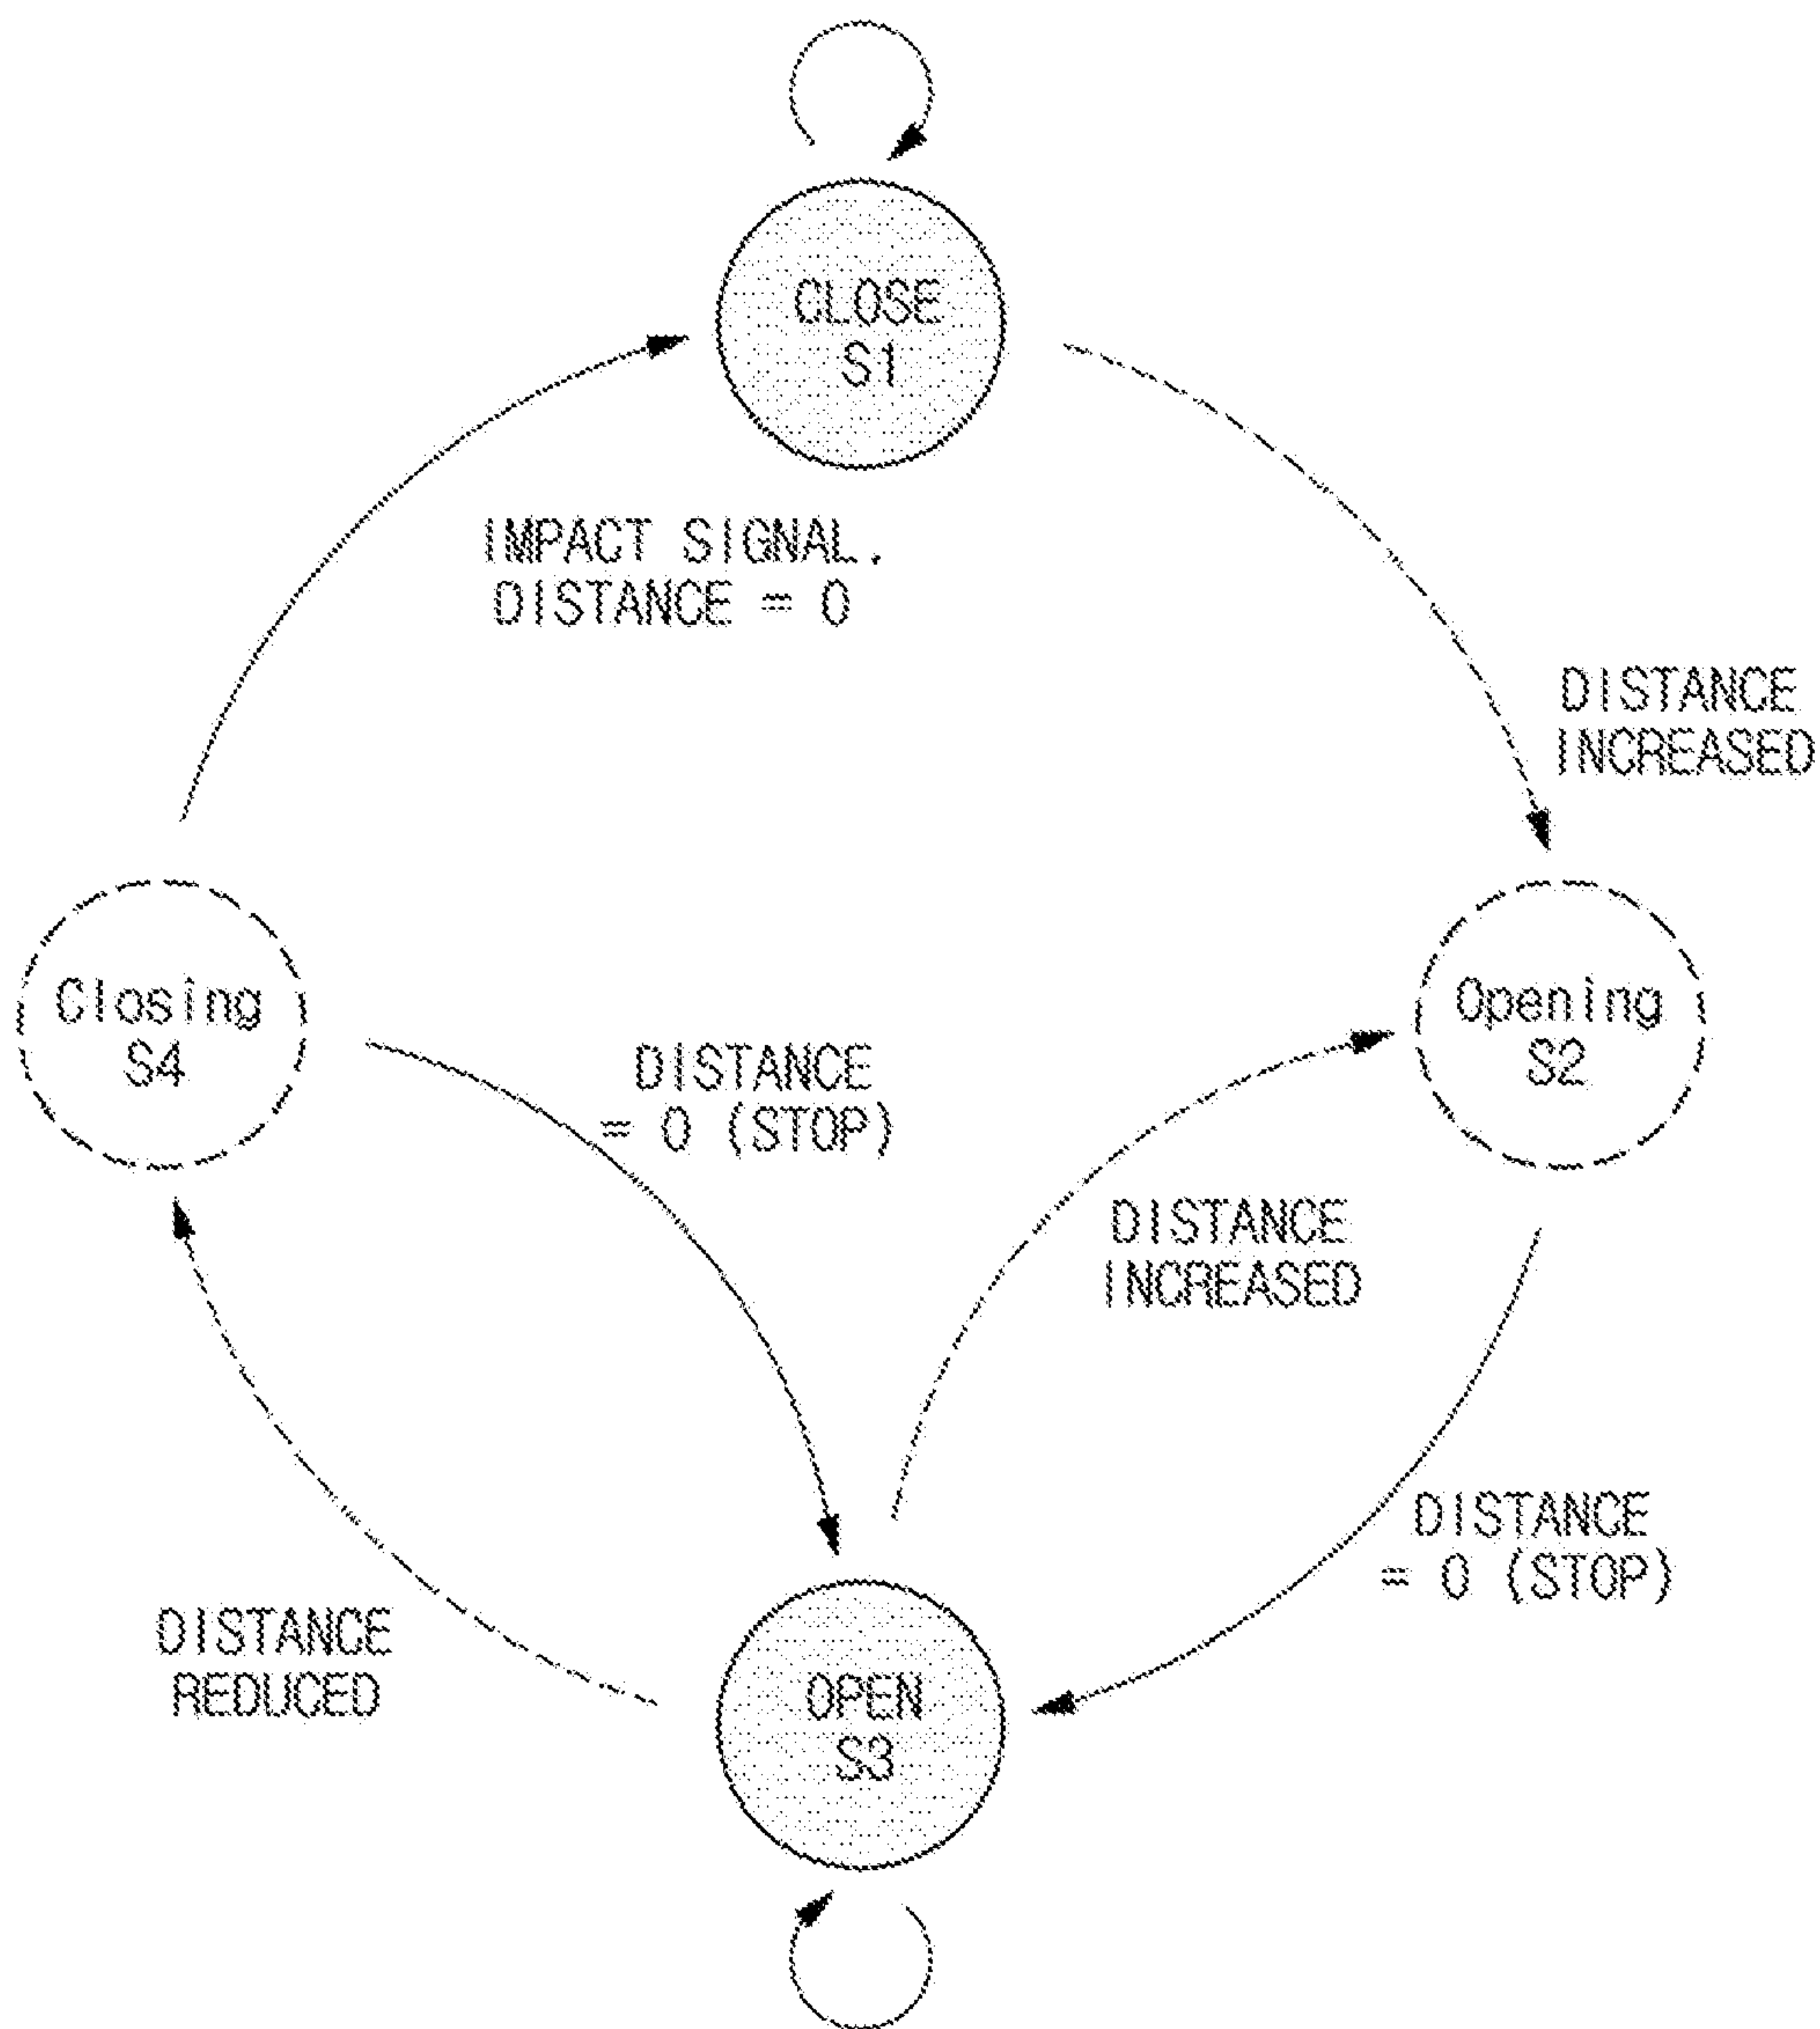 CLOSE
S1
IMPACT SIGNAL.
DISTANCE = 0
DISTANCE
INCREASED
Closing
S4
Opening
S2
DISTANCE
= 0 (STOP)
DISTANCE
INCREASED
DISTANCE
= 0 (STOP)
DISTANCE
REDUCED
OPEN
S3